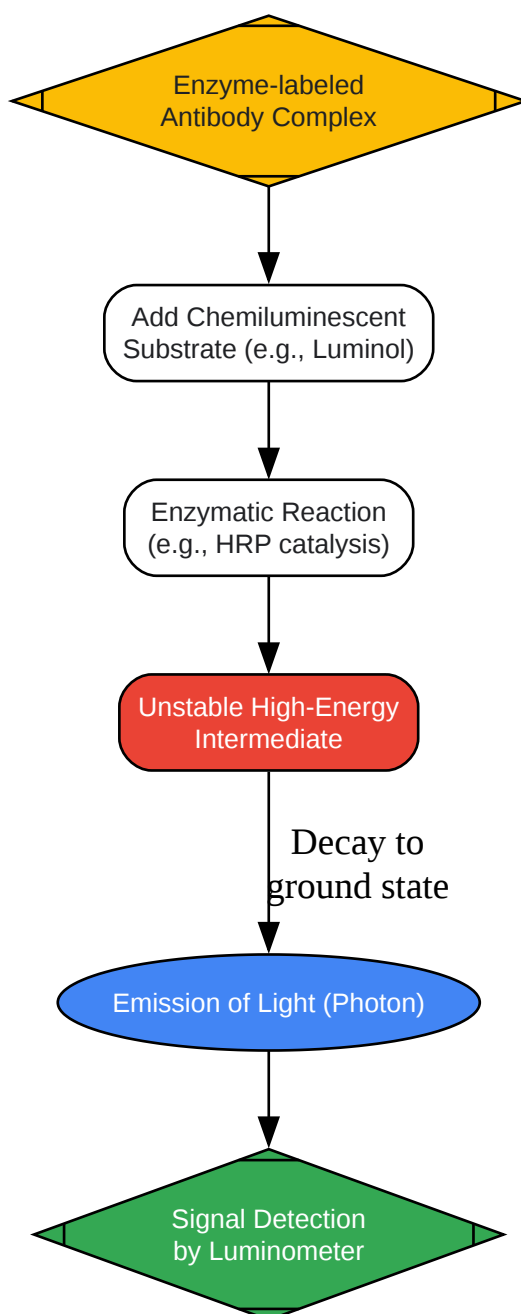 Enzyme-labeled
Antibody Complex
Add Chemiluminescent
Substrate (e.g., Luminol)
Enzymatic Reaction
(e.g., HRP catalysis)
Unstable High-Energy
Intermediate
Decay to
ground state
Emission of Light (Photon)
Signal Detection
by Luminometer